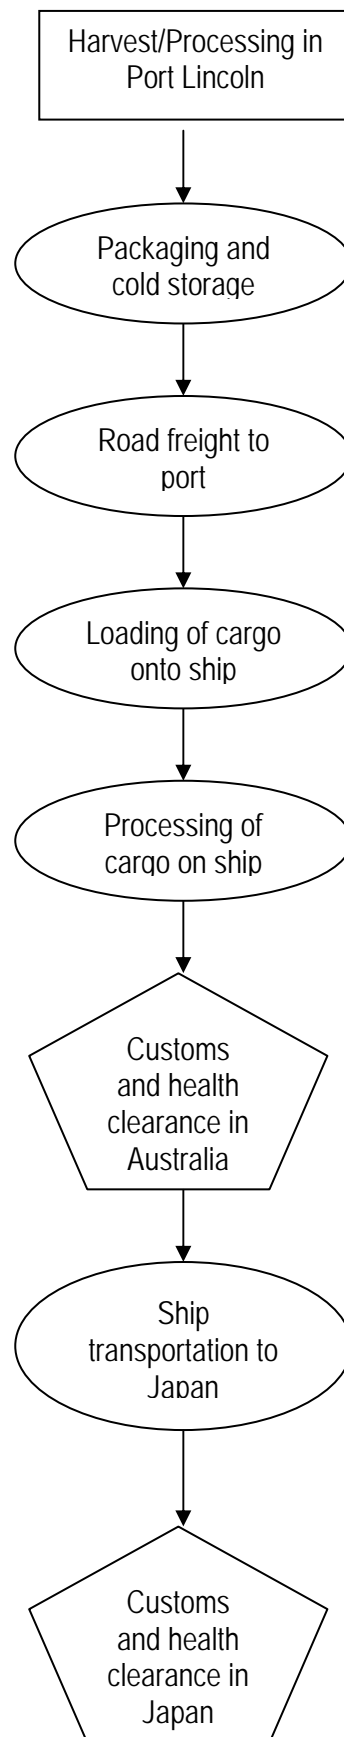 Harvest/Processing in
Port Lincoln
Packaging and
cold storage
Road freight to
port
Loading of cargo
onto ship
Processing of
cargo on ship
Customs
and health
clearance in
Australia
Ship
transportation to
Japan
Customs
and health
clearance in
Japan